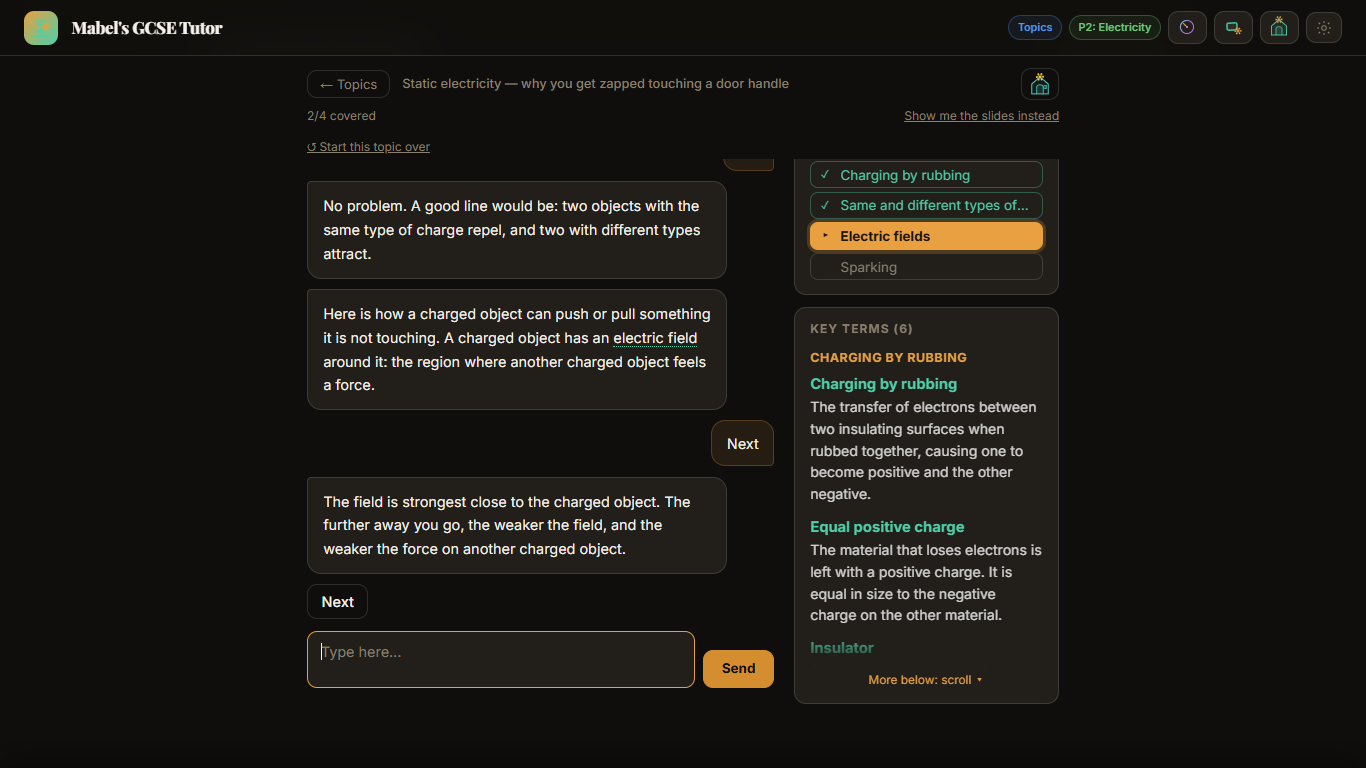 Mabel's GCSE Tutor
Topics
P2: Electricity
← Topics
Static electricity — why you get zapped touching a door handle
2/4 covered
Show me the slides instead
↺ Start this topic over
No problem. A good line would be: two objects with the
same type of charge repel, and two with different types
attract.
Here is how a charged object can push or pull something
it is not touching. A charged object has an electric field
around it: the region where another charged object feels
a force.
Next
The field is strongest close to the charged object. The
further away you go, the weaker the field, and the
weaker the force on another charged object.
Next
Type here...
Send
✓ Charging by rubbing
✓ Same and different types of...
▸ Electric fields
Sparking
KEY TERMS (6)
CHARGING BY RUBBING
Charging by rubbing
The transfer of electrons between
two insulating surfaces when
rubbed together, causing one to
become positive and the other
negative.
Equal positive charge
The material that loses electrons is
left with a positive charge. It is
equal in size to the negative
charge on the other material.
Insulator
More below: scroll ▾